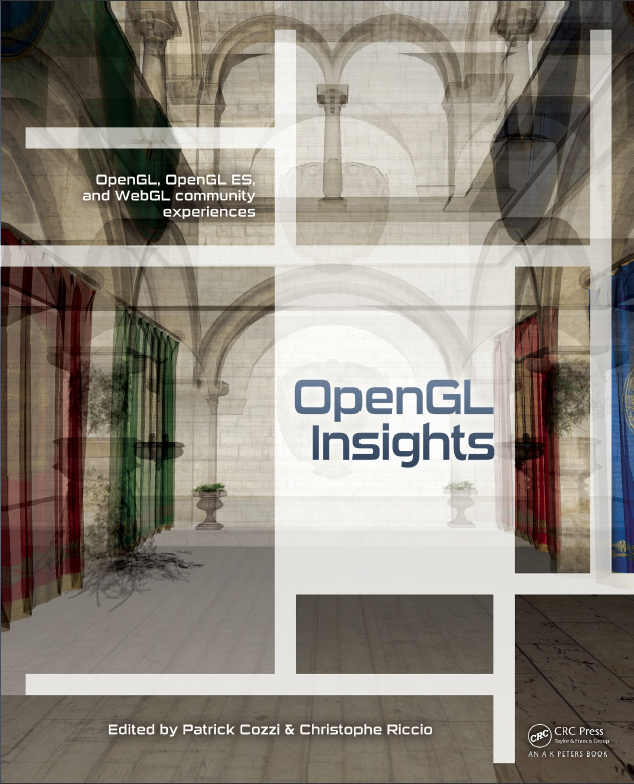 OpenGL, OpenGL ES,
and WebGL community
experiences
OpenGL
Insights
Edited by Patrick Cozzi & Christophe Riccio
CRC
CRC Press
Taylor & Francis Group
AN A K PETERS BOOK